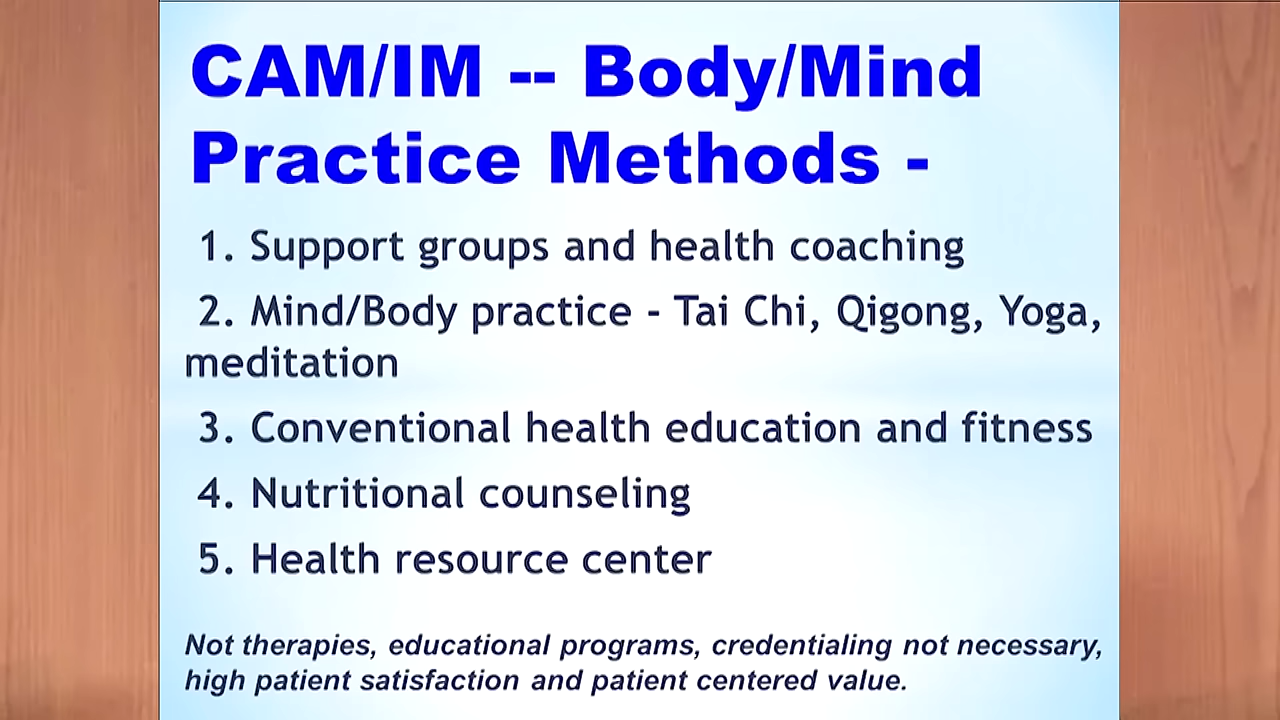 CAM/IM -- Body/Mind
Practice Methods -
1. Support groups and health coaching
2. Mind/Body practice - Tai Chi, Qigong, Yoga,
meditation
3. Conventional health education and fitness
4. Nutritional counseling
5. Health resource center
Not therapies, educational programs, credentialing not necessary,
high patient satisfaction and patient centered value.